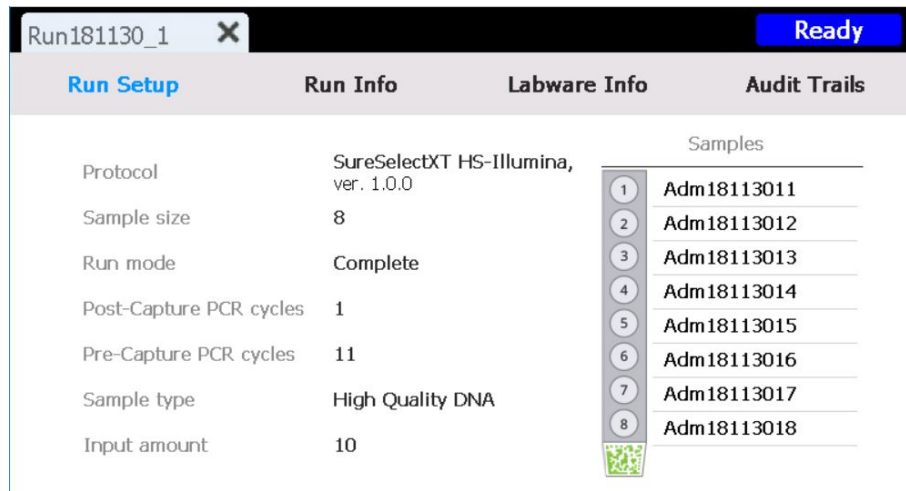 Run181130_1
Ready
Run Setup Run Info Labware Info Audit Trails
Protocol SureSelectXT HS-Illumina,
ver. 1.0.0
Sample size 8
Run mode Complete
Post-Capture PCR cycles 1
Pre-Capture PCR cycles 11
Sample type High Quality DNA
Input amount 10
Samples
1 Adm18113011
2 Adm18113012
3 Adm18113013
4 Adm18113014
5 Adm18113015
6 Adm18113016
7 Adm18113017
8 Adm18113018